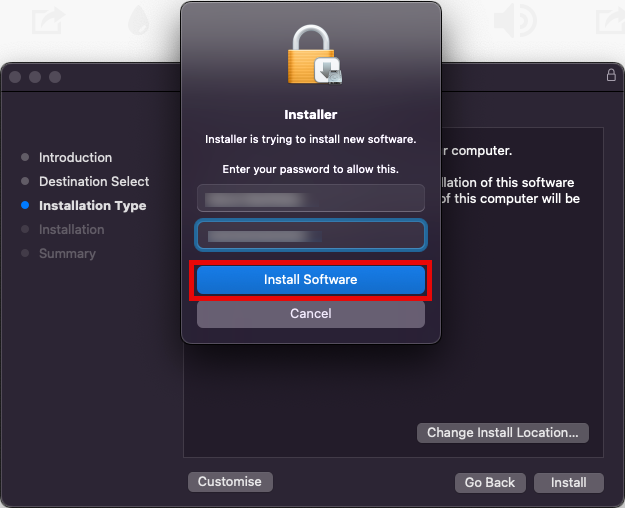 Installer
Installer is trying to install new software.
Enter your password to allow this.
Install Software
Cancel
Introduction
Destination Select
Installation Type
Installation
Summary
computer.
of this software
of this computer will be
Change Install Location...
Customise
Go Back
Install